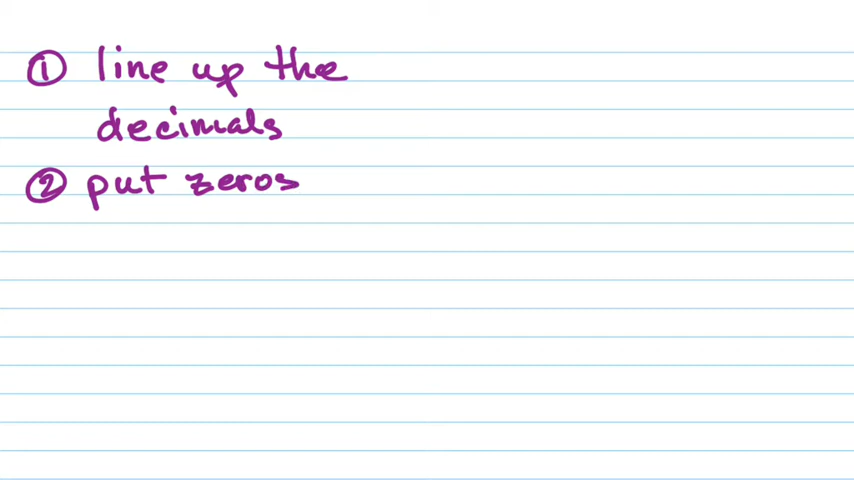 ① line up the
decimals
② put zeros